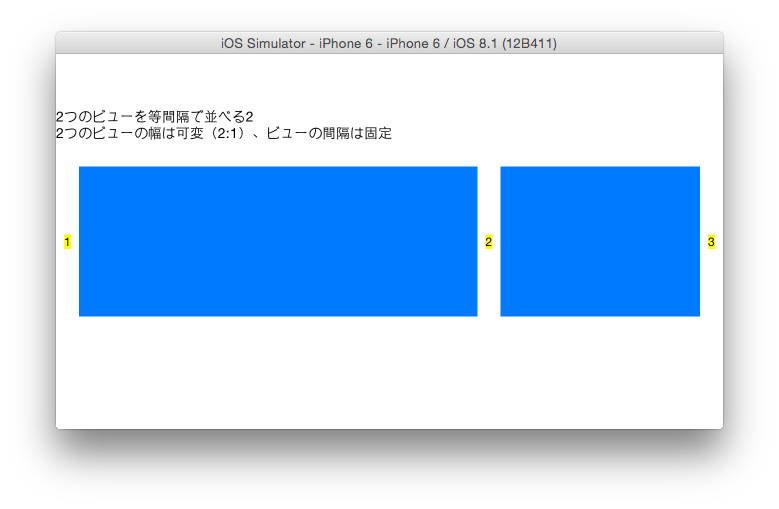 iOS Simulator - iPhone 6 - iPhone 6 / iOS 8.1 (12B411)
2つのビューを等間隔で並べる2
2つのビューの幅は可変（2:1）、ビューの間隔は固定
1
2
3